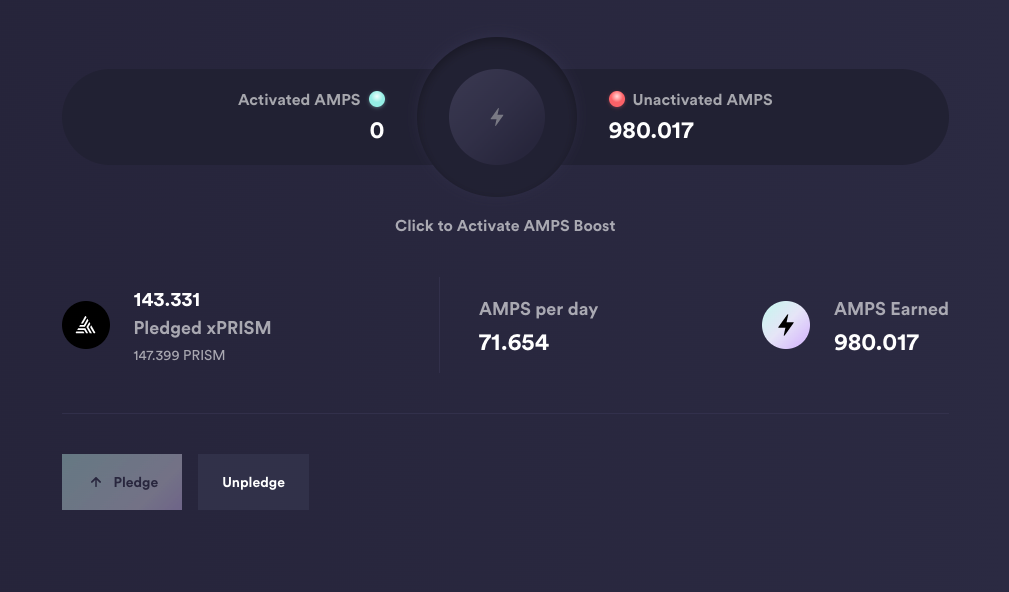 Activated AMPS
0
Unactivated AMPS
980.017
Click to Activate AMPS Boost
143.331
Pledged xPRISM
147.399 PRISM
AMPS per day
71.654
AMPS Earned
980.017
Pledge
Unpledge